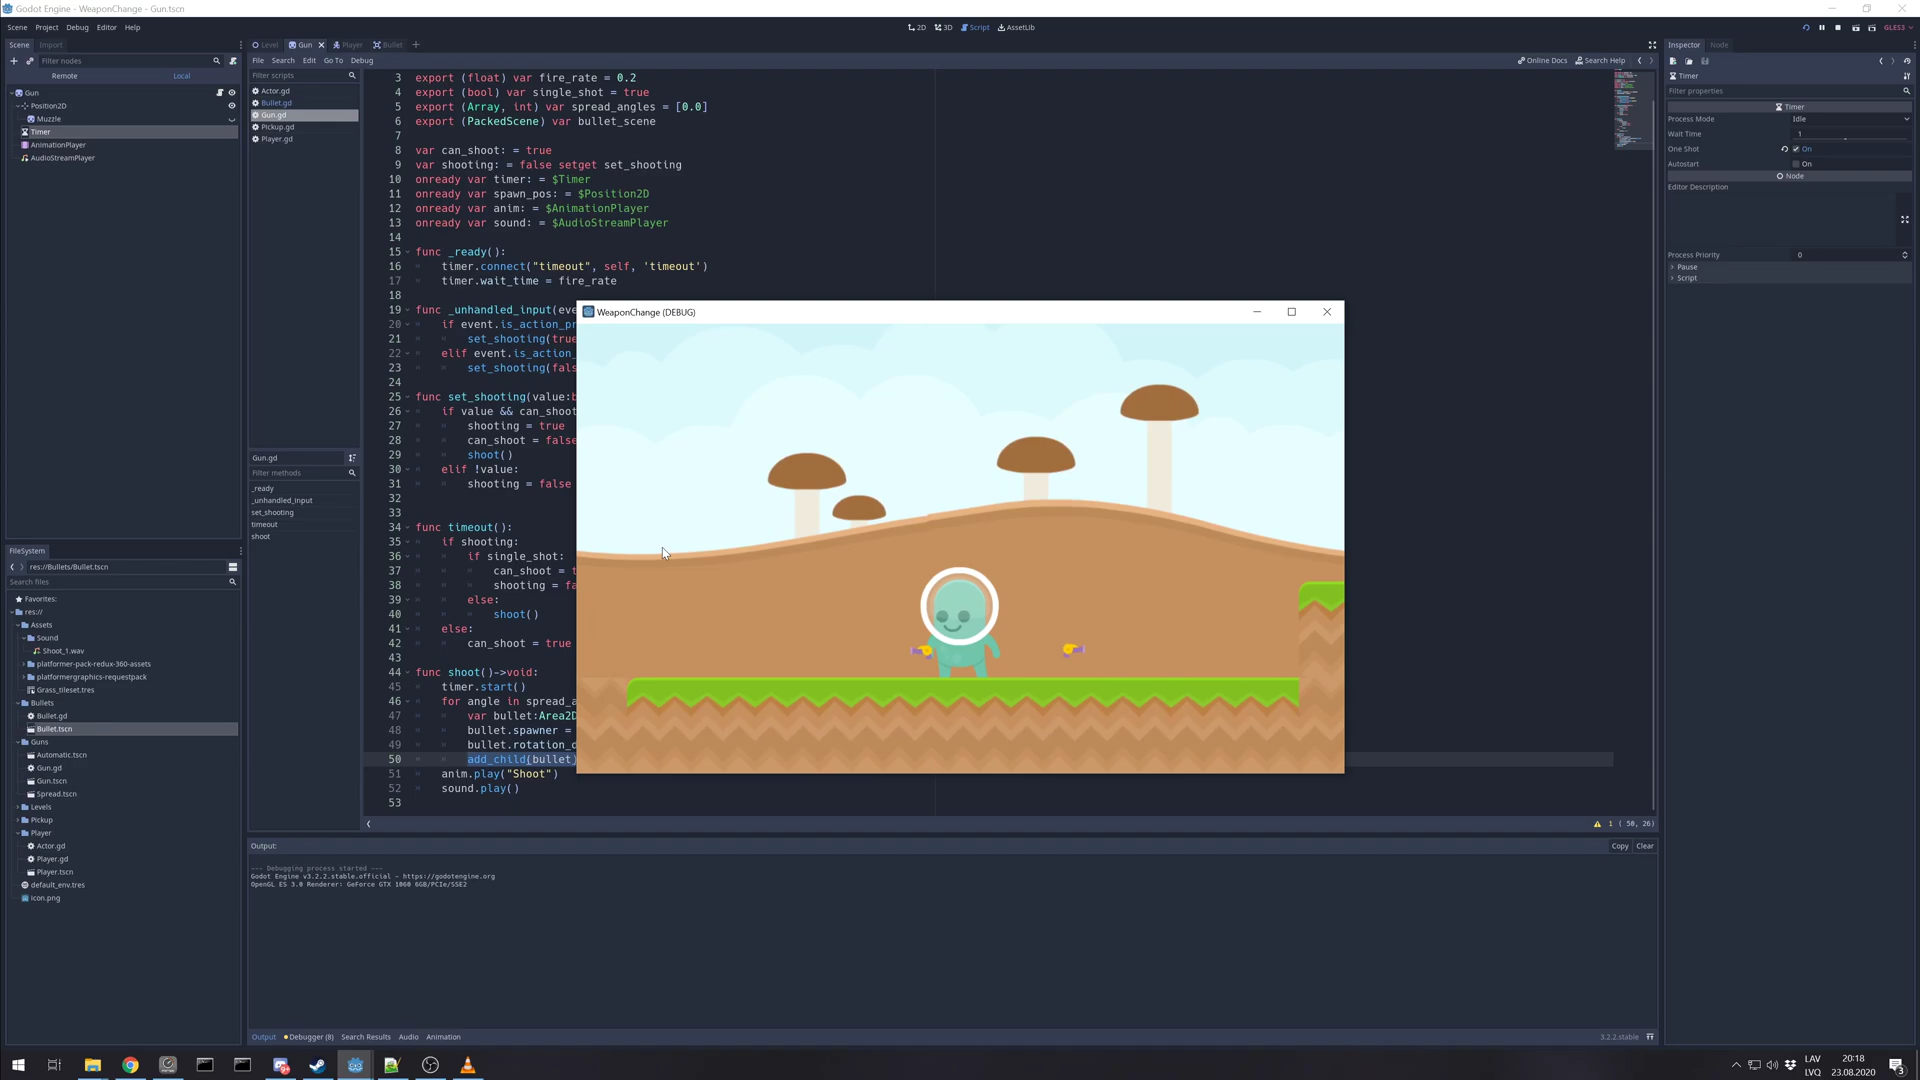 Godot Engine - WeaponChange - Gun.tscn
Scene Project Debug Editor Help
2D 3D Script AssetLib
GLES3
Scene Import
Filter nodes
Remote Local
Gun
Position2D
Muzzle
Timer
AnimationPlayer
AudioStreamPlayer
FileSystem
res://Bullets/Bullet.tscn
Search files
Favorites:
res://
Assets
Sound
Shoot_1.wav
platformer-pack-redux-360-assets
platformergraphics-requestpack
Grass_tileset.tres
Bullets
Bullet.gd
Bullet.tscn
Guns
Automatic.tscn
Gun.gd
Gun.tscn
Spread.tscn
Levels
Pickup
Player
Actor.gd
Player.gd
Player.tscn
default_env.tres
icon.png
Level Gun Player Bullet
File Search Edit Go To Debug
Online Docs Search Help
Filter scripts
Actor.gd
Bullet.gd
Gun.gd
Pickup.gd
Player.gd
Gun.gd
Filter methods
_ready
_unhandled_input
set_shooting
timeout
shoot
3 export (float) var fire_rate = 0.2
4 export (bool) var single_shot = true
5 export (Array, int) var spread_angles = [0.0]
6 export (PackedScene) var bullet_scene
7
8 var can_shoot: = true
9 var shooting: = false setget set_shooting
10 onready var timer: = $Timer
11 onready var spawn_pos: = $Position2D
12 onready var anim: = $AnimationPlayer
13 onready var sound: = $AudioStreamPlayer
14
15 func _ready():
16 timer.connect("timeout", self, 'timeout')
17 timer.wait_time = fire_rate
18
19 func _unhandled_input(eve
20 if event.is_action_pr
21 set_shooting(true
22 elif event.is_action_
23 set_shooting(fals
24
25 func set_shooting(value:b
26 if value && can_shoot
27 shooting = true
28 can_shoot = false
29 shoot()
30 elif !value:
31 shooting = false
32
33
34 func timeout():
35 if shooting:
36 if single_shot:
37 can_shoot = t
38 shooting = fa
39 else:
40 shoot()
41 else:
42 can_shoot = true
43
44 func shoot()->void:
45 timer.start()
46 for angle in spread_a
47 var bullet:Area2D
48 bullet.spawner =
49 bullet.rotation_d
50 add_child(bullet)
51 anim.play("Shoot")
52 sound.play()
53
WeaponChange (DEBUG)
1 ( 50, 26)
Output:
Copy Clear
--- Debugging process started ---
Godot Engine v3.2.2.stable.official - https://godotengine.org
OpenGL ES 3.0 Renderer: GeForce GTX 1060 6GB/PCIe/SSE2
Output Debugger (8) Search Results Audio Animation
3.2.2.stable
Inspector Node
Timer
Filter properties
Timer
Process Mode Idle
Wait Time 1
One Shot On
Autostart On
Node
Editor Description
Process Priority 0
Pause
Script
LAV
LVQ
20:18
23.08.2020
3